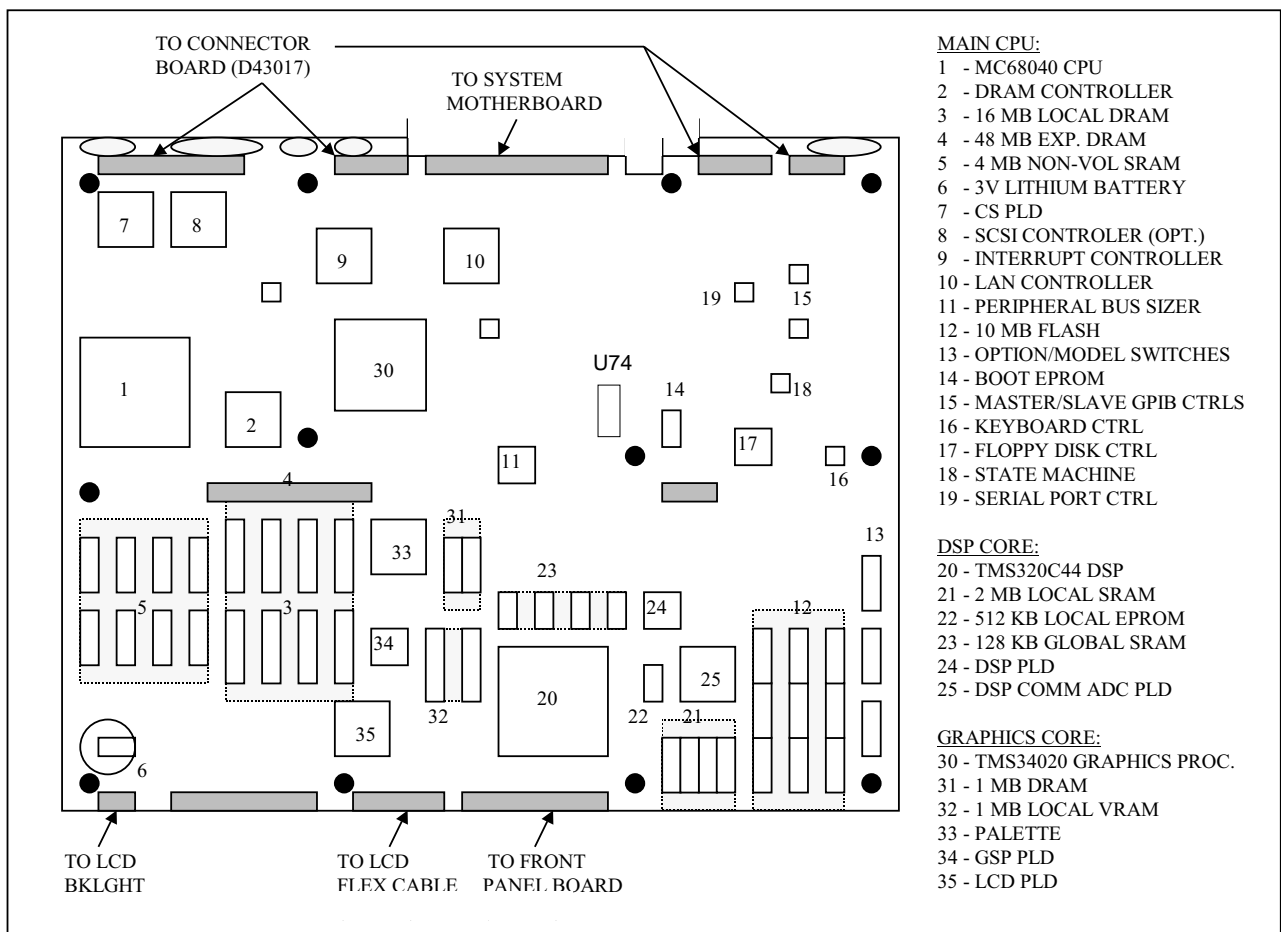 TO CONNECTOR
BOARD (D43017)
TO SYSTEM
MOTHERBOARD
7
8
9
10
19
15
1
30
U74
14
18
2
17
11
16
4
31
33
13
23
5
3
24
12
34
25
20
32
22
21
35
6
TO LCD
BKLGHT
TO LCD
FLEX CABLE
TO FRONT
PANEL BOARD
MAIN CPU:
1 - MC68040 CPU
2 - DRAM CONTROLLER
3 - 16 MB LOCAL DRAM
4 - 48 MB EXP. DRAM
5 - 4 MB NON-VOL SRAM
6 - 3V LITHIUM BATTERY
7 - CS PLD
8 - SCSI CONTROLER (OPT.)
9 - INTERRUPT CONTROLLER
10 - LAN CONTROLLER
11 - PERIPHERAL BUS SIZER
12 - 10 MB FLASH
13 - OPTION/MODEL SWITCHES
14 - BOOT EPROM
15 - MASTER/SLAVE GPIB CTRLS
16 - KEYBOARD CTRL
17 - FLOPPY DISK CTRL
18 - STATE MACHINE
19 - SERIAL PORT CTRL
DSP CORE:
20 - TMS320C44 DSP
21 - 2 MB LOCAL SRAM
22 - 512 KB LOCAL EPROM
23 - 128 KB GLOBAL SRAM
24 - DSP PLD
25 - DSP COMM ADC PLD
GRAPHICS CORE:
30 - TMS34020 GRAPHICS PROC.
31 - 1 MB DRAM
32 - 1 MB LOCAL VRAM
33 - PALETTE
34 - GSP PLD
35 - LCD PLD